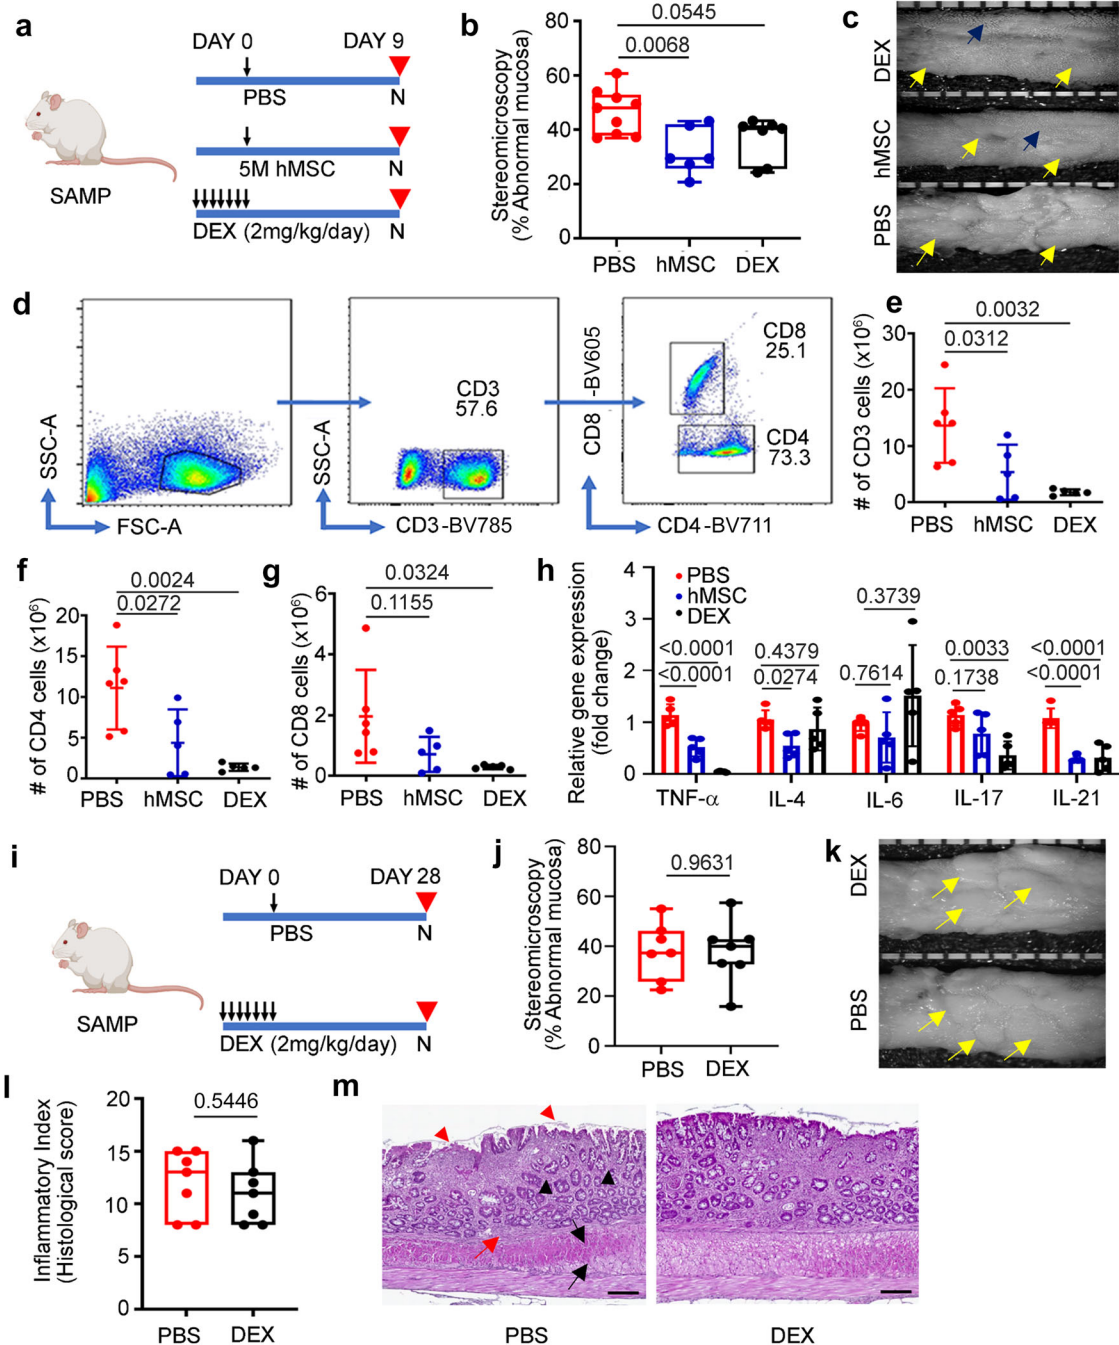 a
DAY 0
DAY 9
PBS
N
5M hMSC
N
SAMP
DEX (2mg/kg/day)
N
b
Stereomicroscopy
(% Abnormal mucosa)
80
60
40
20
0
0.0545
0.0068
PBS
hMSC
DEX
c
DEX
hMSC
PBS
d
SSC-A
FSC-A
CD3
57.6
SSC-A
CD3-BV785
CD8
25.1
CD4
73.3
CD8 -BV605
CD4-BV711
e
# of CD3 cells (x10⁶)
30
20
10
0
0.0032
0.0312
PBS
hMSC
DEX
f
# of CD4 cells (x10⁶)
20
15
10
5
0
0.0024
0.0272
PBS
hMSC
DEX
g
# of CD8 cells (x10⁶)
6
4
2
0
0.0324
0.1155
PBS
hMSC
DEX
h
Relative gene expression
(fold change)
4
3
2
1
0
PBS
hMSC
DEX
<0.0001
<0.0001
0.4379
0.0274
0.3739
0.7614
0.0033
0.1738
<0.0001
<0.0001
TNF-α
IL-4
IL-6
IL-17
IL-21
i
DAY 0
DAY 28
PBS
N
SAMP
DEX (2mg/kg/day)
N
j
Stereomicroscopy
(% Abnormal mucosa)
80
60
40
20
0
0.9631
PBS
DEX
k
DEX
PBS
l
Inflammatory Index
(Histological score)
20
15
10
5
0
0.5446
PBS
DEX
m
PBS
DEX